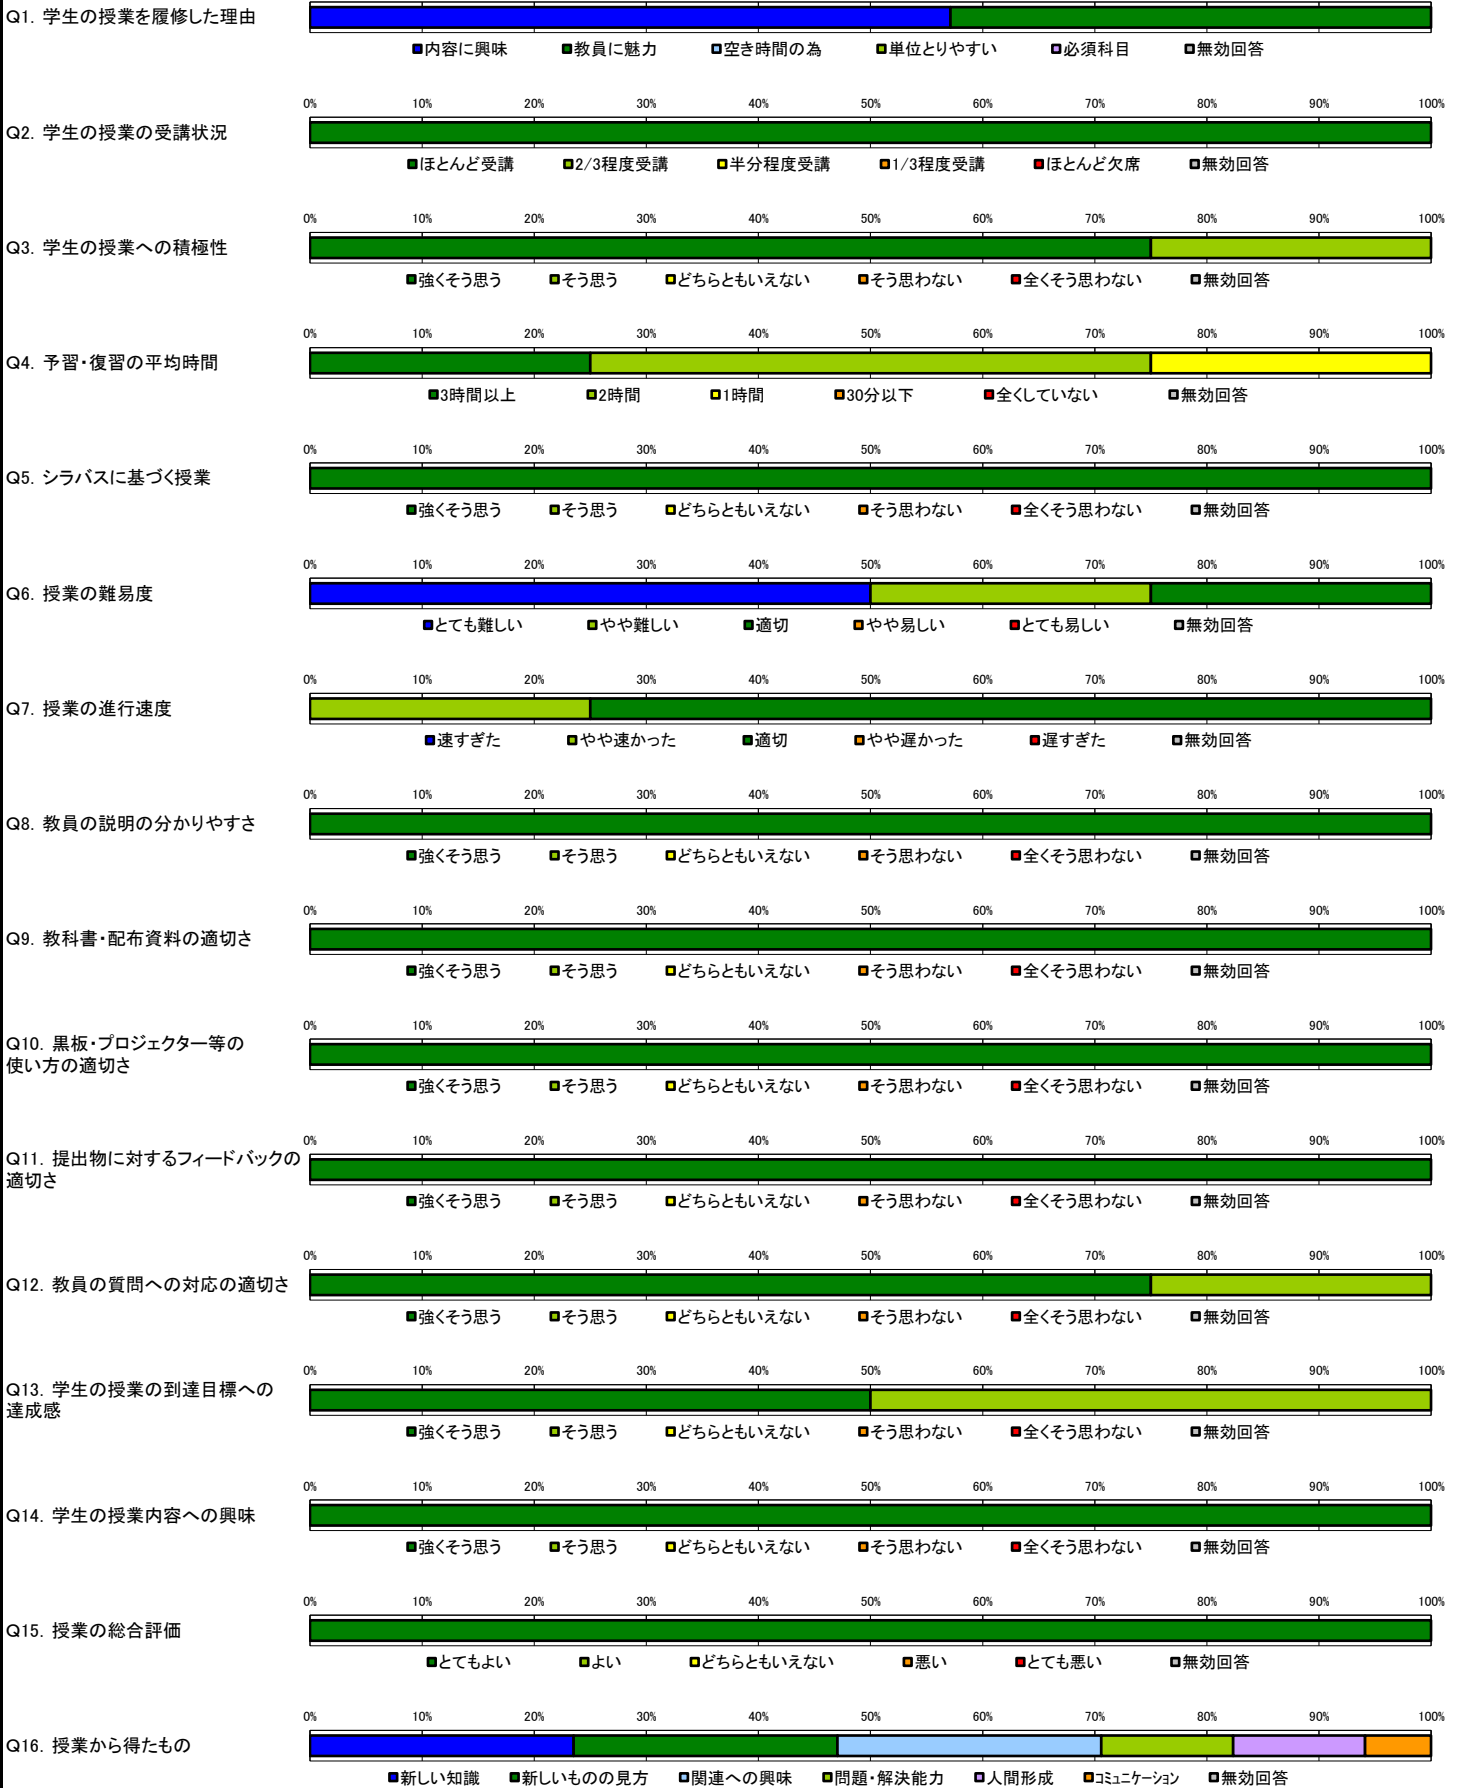 Q1. 学生の授業を履修した理由
内容に興味 教員に魅力 空き時間の為 単位とりやすい 必須科目 無効回答
0% 10% 20% 30% 40% 50% 60% 70% 80% 90% 100%
Q2. 学生の授業の受講状況
ほとんど受講 2/3程度受講 半分程度受講 1/3程度受講 ほとんど欠席 無効回答
0% 10% 20% 30% 40% 50% 60% 70% 80% 90% 100%
Q3. 学生の授業への積極性
強くそう思う そう思う どちらともいえない そう思わない 全くそう思わない 無効回答
0% 10% 20% 30% 40% 50% 60% 70% 80% 90% 100%
Q4. 予習・復習の平均時間
3時間以上 2時間 1時間 30分以下 全くしていない 無効回答
0% 10% 20% 30% 40% 50% 60% 70% 80% 90% 100%
Q5. シラバスに基づく授業
強くそう思う そう思う どちらともいえない そう思わない 全くそう思わない 無効回答
0% 10% 20% 30% 40% 50% 60% 70% 80% 90% 100%
Q6. 授業の難易度
とても難しい やや難しい 適切 やや易しい とても易しい 無効回答
0% 10% 20% 30% 40% 50% 60% 70% 80% 90% 100%
Q7. 授業の進行速度
速すぎた やや速かった 適切 やや遅かった 遅すぎた 無効回答
0% 10% 20% 30% 40% 50% 60% 70% 80% 90% 100%
Q8. 教員の説明の分かりやすさ
強くそう思う そう思う どちらともいえない そう思わない 全くそう思わない 無効回答
0% 10% 20% 30% 40% 50% 60% 70% 80% 90% 100%
Q9. 教科書・配布資料の適切さ
強くそう思う そう思う どちらともいえない そう思わない 全くそう思わない 無効回答
0% 10% 20% 30% 40% 50% 60% 70% 80% 90% 100%
Q10. 黒板・プロジェクター等の
使い方の適切さ
強くそう思う そう思う どちらともいえない そう思わない 全くそう思わない 無効回答
0% 10% 20% 30% 40% 50% 60% 70% 80% 90% 100%
Q11. 提出物に対するフィードバックの
適切さ
強くそう思う そう思う どちらともいえない そう思わない 全くそう思わない 無効回答
0% 10% 20% 30% 40% 50% 60% 70% 80% 90% 100%
Q12. 教員の質問への対応の適切さ
強くそう思う そう思う どちらともいえない そう思わない 全くそう思わない 無効回答
0% 10% 20% 30% 40% 50% 60% 70% 80% 90% 100%
Q13. 学生の授業の到達目標への
達成感
強くそう思う そう思う どちらともいえない そう思わない 全くそう思わない 無効回答
0% 10% 20% 30% 40% 50% 60% 70% 80% 90% 100%
Q14. 学生の授業内容への興味
強くそう思う そう思う どちらともいえない そう思わない 全くそう思わない 無効回答
0% 10% 20% 30% 40% 50% 60% 70% 80% 90% 100%
Q15. 授業の総合評価
とてもよい よい どちらともいえない 悪い とても悪い 無効回答
0% 10% 20% 30% 40% 50% 60% 70% 80% 90% 100%
Q16. 授業から得たもの
新しい知識 新しいものの見方 関連への興味 問題・解決能力 人間形成 コミュニケーション 無効回答